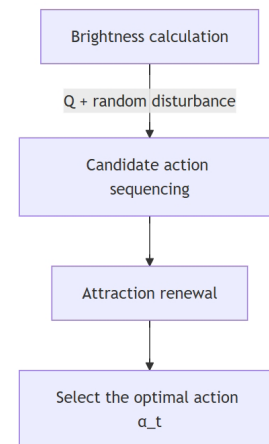 Brightness calculation
Q + random disturbance
Candidate action
sequencing
Attraction renewal
Select the optimal action
α_t